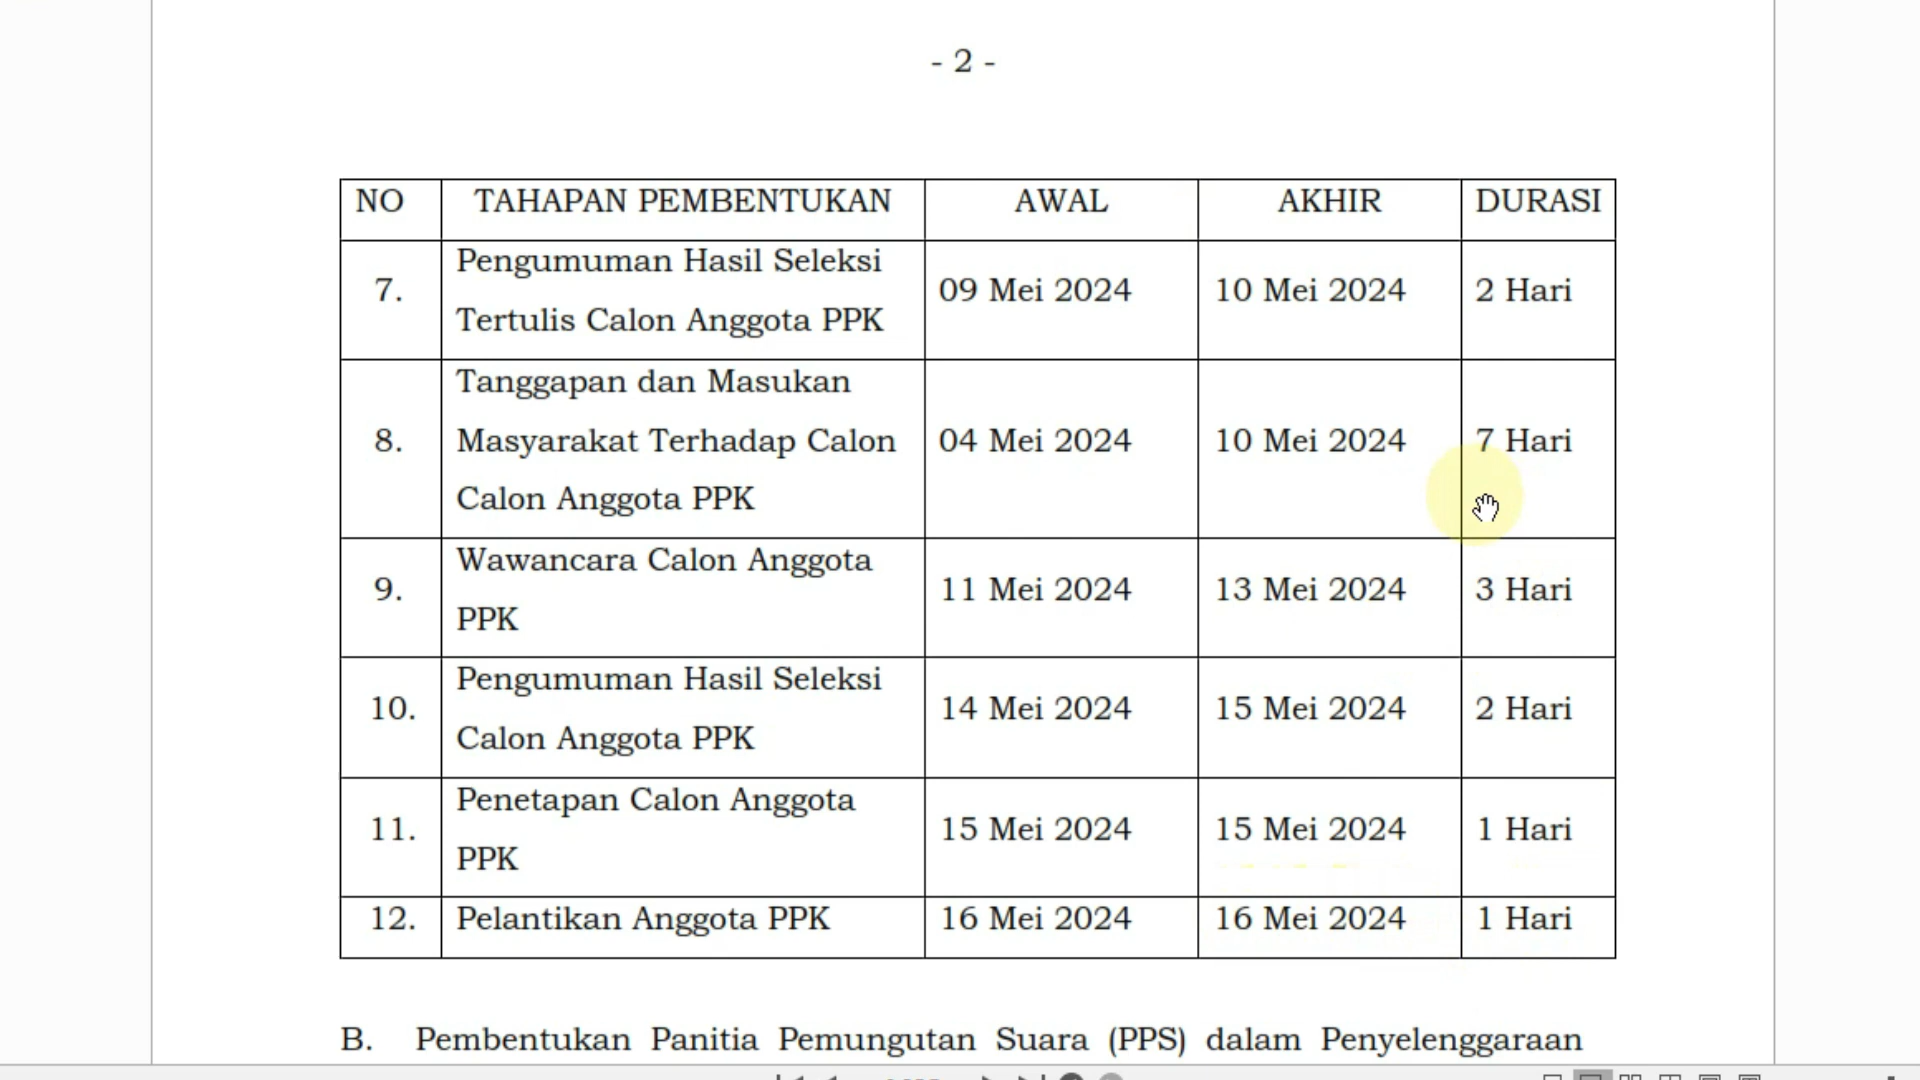 - 2 -
NO TAHAPAN PEMBENTUKAN AWAL AKHIR DURASI
7. Pengumuman Hasil Seleksi
Tertulis Calon Anggota PPK 09 Mei 2024 10 Mei 2024 2 Hari
8. Tanggapan dan Masukan
Masyarakat Terhadap Calon
Calon Anggota PPK 04 Mei 2024 10 Mei 2024 7 Hari
9. Wawancara Calon Anggota
PPK 11 Mei 2024 13 Mei 2024 3 Hari
10. Pengumuman Hasil Seleksi
Calon Anggota PPK 14 Mei 2024 15 Mei 2024 2 Hari
11. Penetapan Calon Anggota
PPK 15 Mei 2024 15 Mei 2024 1 Hari
12. Pelantikan Anggota PPK 16 Mei 2024 16 Mei 2024 1 Hari
B. Pembentukan Panitia Pemungutan Suara (PPS) dalam Penyelenggaraan